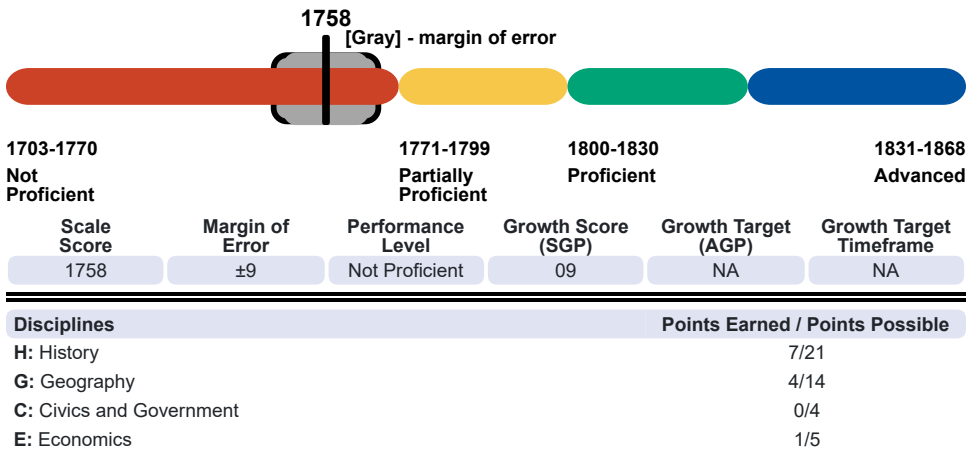 1758
[Gray] - margin of error
1703-1770 1771-1799 1800-1830 1831-1868
Not Partially Proficient Advanced
Proficient Proficient
Scale Margin of Performance Growth Score Growth Target Growth Target
Score Error Level (SGP) (AGP) Timeframe
1758 ±9 Not Proficient 09 NA NA
Disciplines Points Earned / Points Possible
H: History 7/21
G: Geography 4/14
C: Civics and Government 0/4
E: Economics 1/5